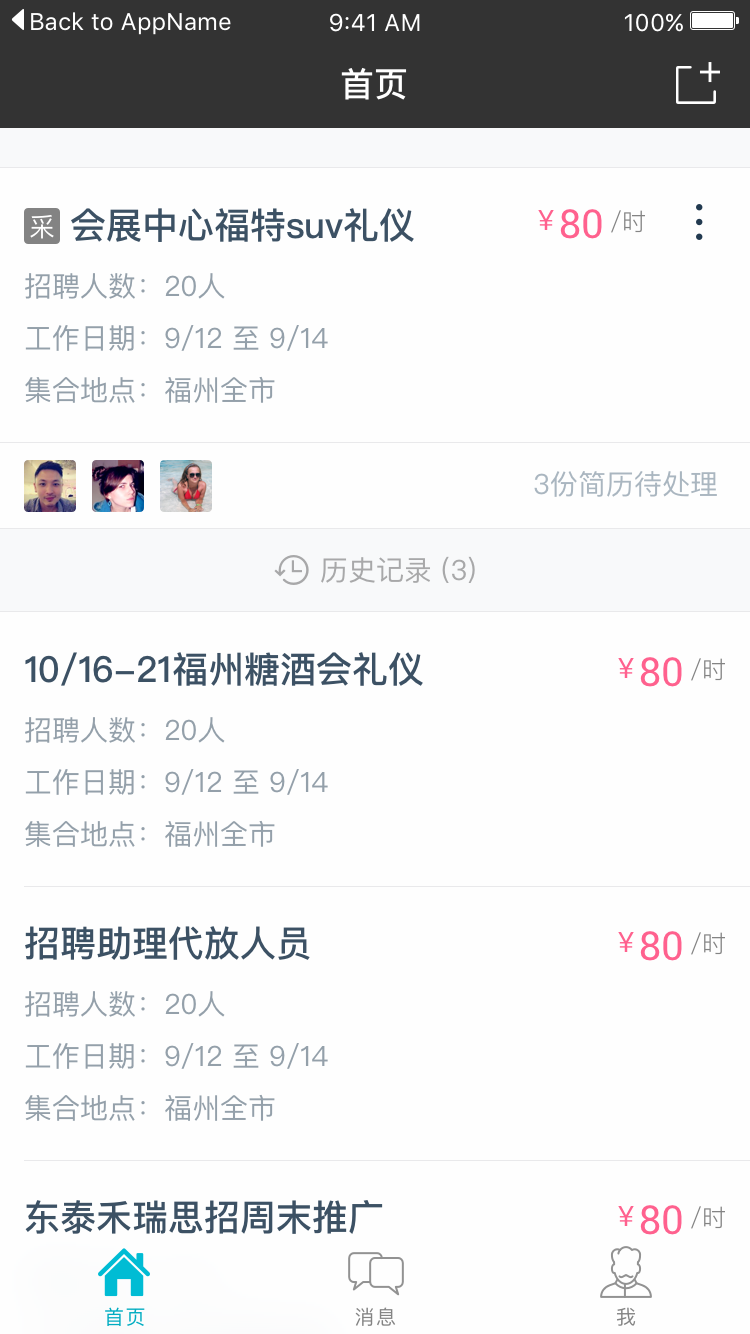 Back to AppName 9:41 AM 100%
首页
采 会展中心福特suv礼仪 ¥80/时
招聘人数：20人
工作日期：9/12 至 9/14
集合地点：福州全市
3份简历待处理
历史记录 (3)
10/16-21福州糖酒会礼仪 ¥80/时
招聘人数：20人
工作日期：9/12 至 9/14
集合地点：福州全市
招聘助理代放人员 ¥80/时
招聘人数：20人
工作日期：9/12 至 9/14
集合地点：福州全市
东泰禾瑞思招周末推广 ¥80/时
首页 消息 我